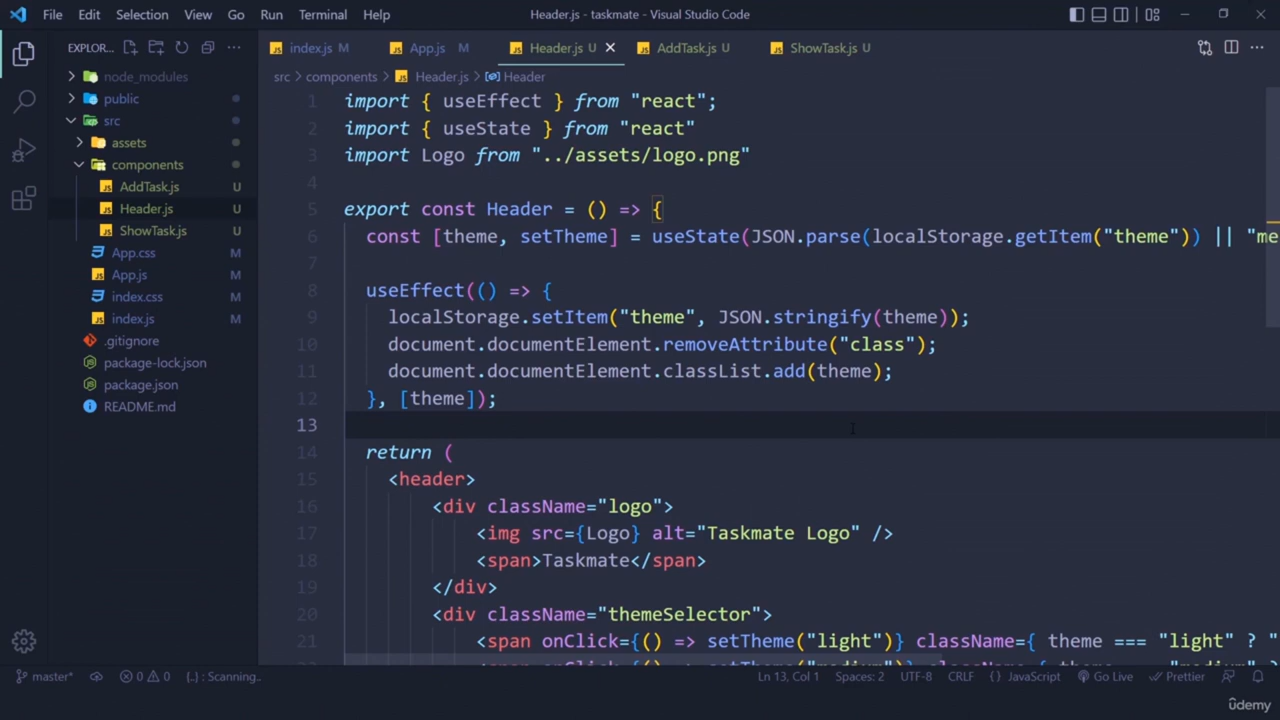 File Edit Selection View Go Run Terminal Help Header.js - taskmate - Visual Studio Code
EXPLOR... index.js M App.js M Header.js U AddTask.js U ShowTask.js U
node_modules
public
src
assets
components
AddTask.js U
Header.js U
ShowTask.js U
App.css M
App.js M
index.css M
index.js M
.gitignore
package-lock.json
package.json
README.md
src > components > Header.js > Header
1 import { useEffect } from "react";
2 import { useState } from "react"
3 import Logo from "../assets/logo.png"
4
5 export const Header = () => {
6 const [theme, setTheme] = useState(JSON.parse(localStorage.getItem("theme")) || "me
7
8 useEffect(() => {
9 localStorage.setItem("theme", JSON.stringify(theme));
10 document.documentElement.removeAttribute("class");
11 document.documentElement.classList.add(theme);
12 }, [theme]);
13
14 return (
15 <header>
16 <div className="logo">
17 <img src={Logo} alt="Taskmate Logo" />
18 <span>Taskmate</span>
19 </div>
20 <div className="themeSelector">
21 <span onClick={() => setTheme("light")} className={ theme === "light" ? "
master* 0 0 {..} : Scanning.. Ln 13, Col 1 Spaces: 2 UTF-8 CRLF {} JavaScript Go Live Prettier
ûdemy